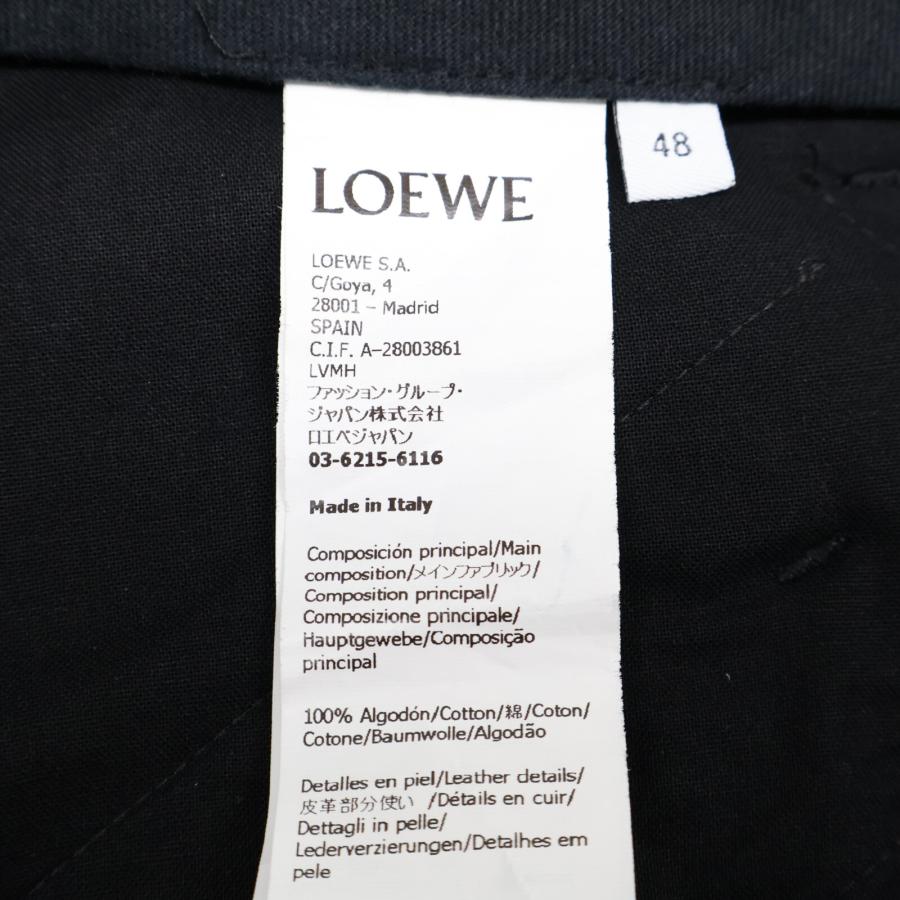 LOEWE
48
LOEWE S.A.
C/Goya, 4
28001 – Madrid
SPAIN
C.I.F. A–28003861
LVMH
ファッション・グループ・
ジャパン株式会社
ロエベジャパン
03-6215-6116
Made in Italy
Composición principal/Main
composition/メインファブリック/
Composition principal/
Composizione principale/
Hauptgewebe/Composição
principal
100% Algodón/Cotton/綿/Coton/
Cotone/Baumwolle/Algodão
Detalles en piel/Leather details/
皮革部分使い /Détails en cuir/
Dettagli in pelle/
Lederverzierungen/Detalhes em
pele